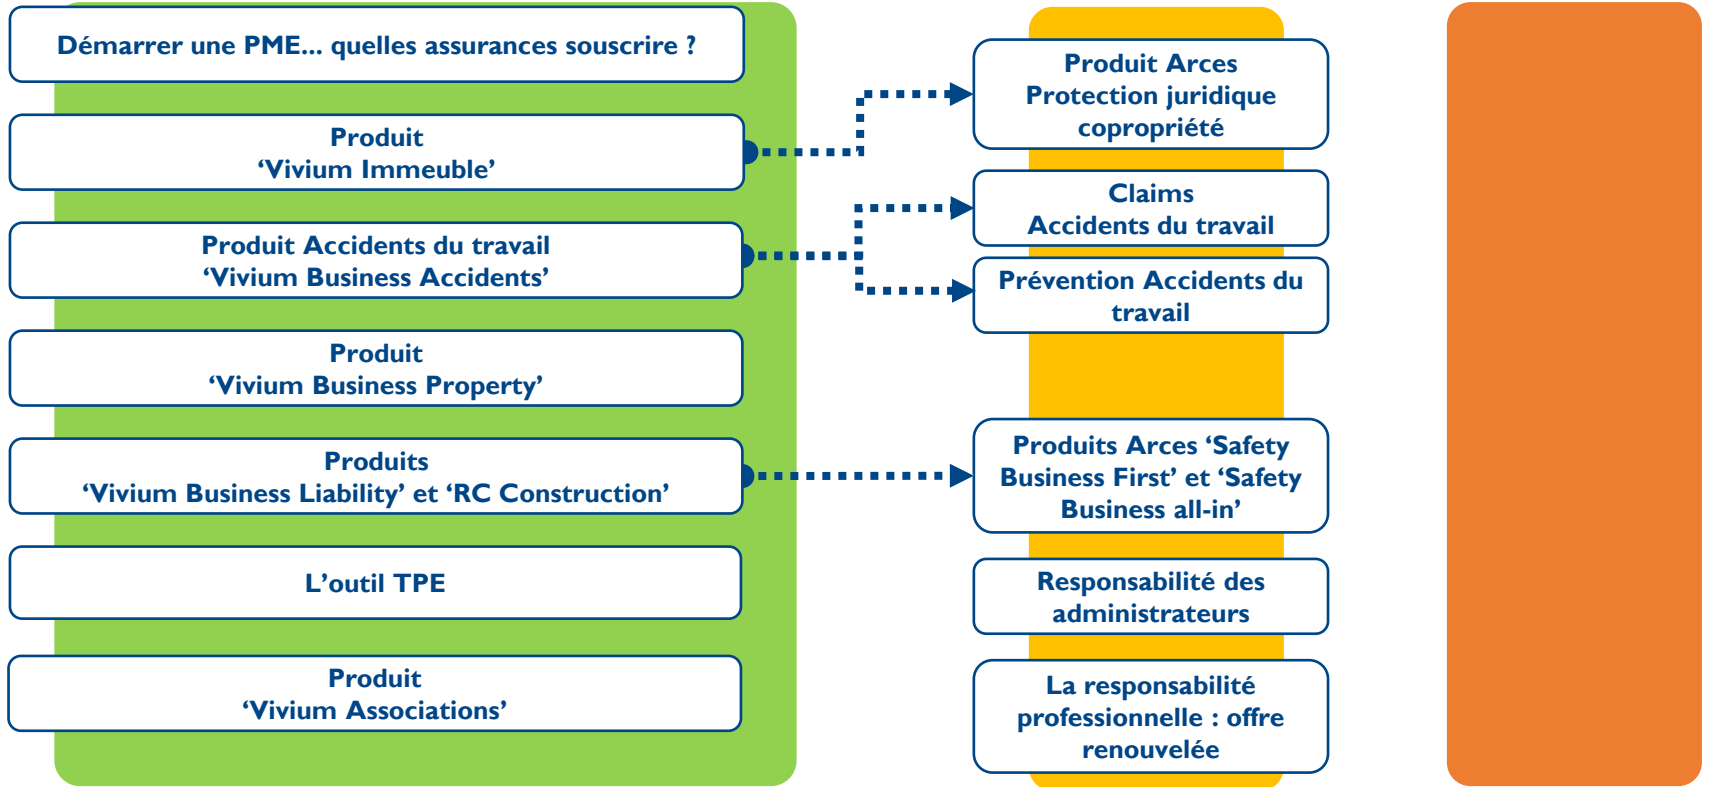 Démarrer une PME... quelles assurances souscrire ?
Produit
‘Vivium Immeuble’
Produit Accidents du travail
‘Vivium Business Accidents’
Produit
‘Vivium Business Property’
Produits
‘Vivium Business Liability’ et ‘RC Construction’
L’outil TPE
Produit
‘Vivium Associations’
Produit Arces
Protection juridique
copropriété
Claims
Accidents du travail
Prévention Accidents du
travail
Produits Arces ‘Safety
Business First’ et ‘Safety
Business all-in’
Responsabilité des
administrateurs
La responsabilité
professionnelle : offre
renouvelée